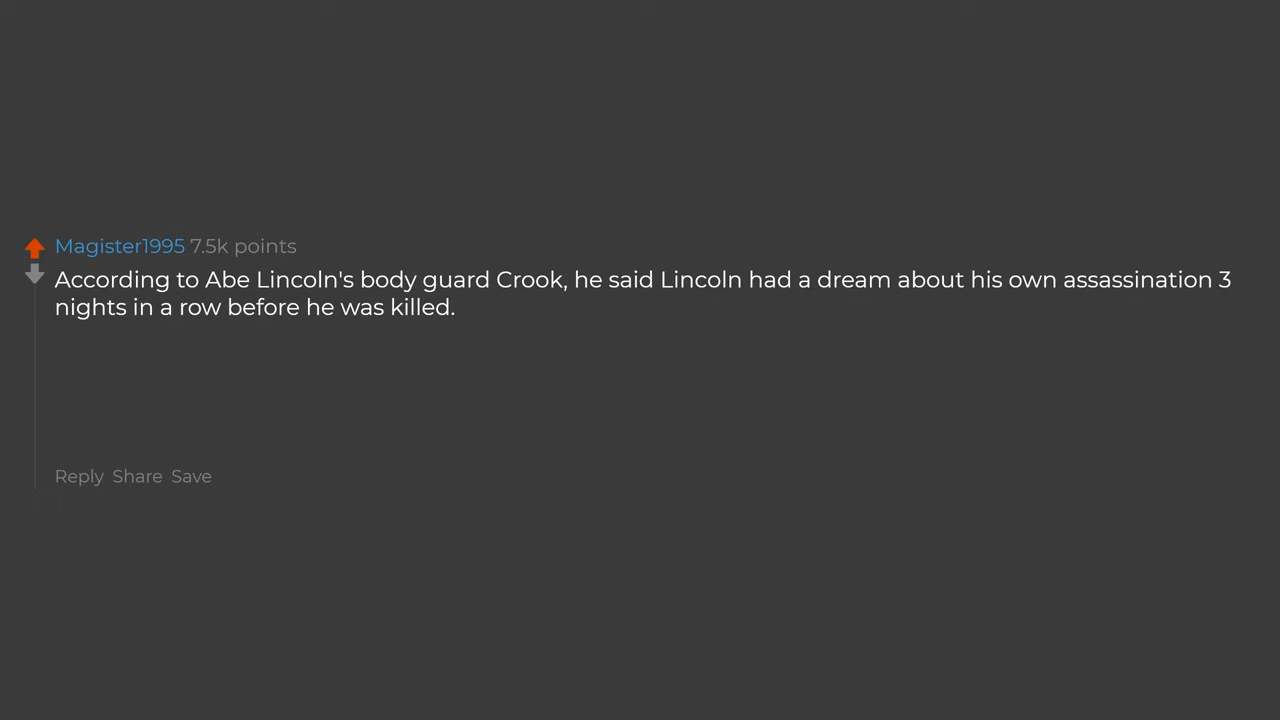 Magister1995 7.5k points
According to Abe Lincoln's body guard Crook, he said Lincoln had a dream about his own assassination 3
nights in a row before he was killed.
Reply Share Save